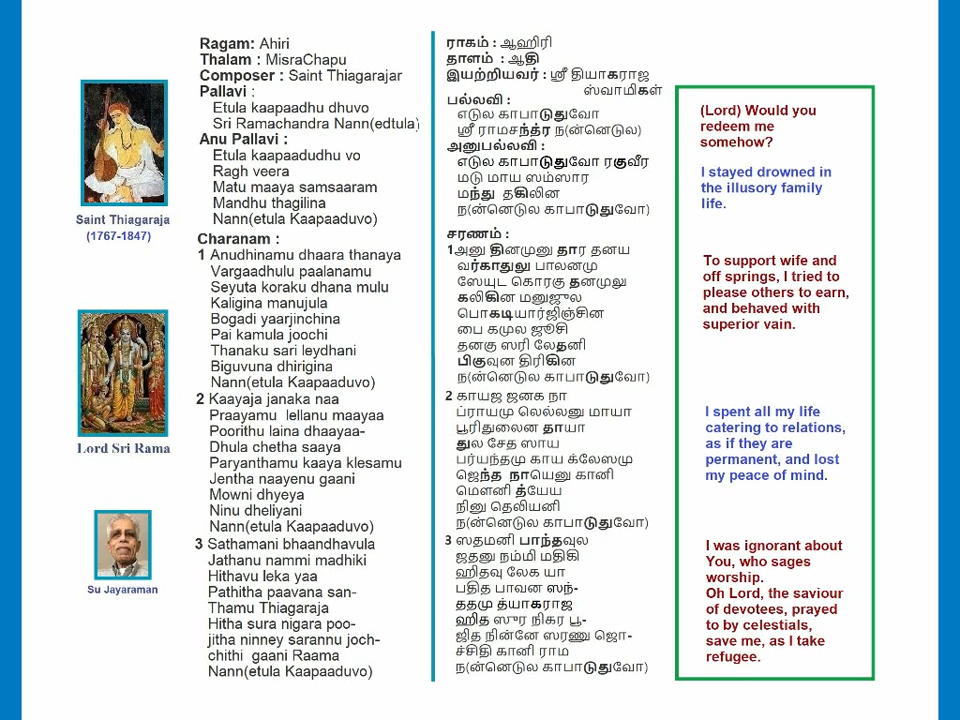 Ragam: Ahiri
Thalam: MisraChapu
Composer : Saint Thiagarajar
Pallavi :
Etula kaapaadhu dhuvo
Sri Ramachandra Nann(edtula)
Anu Pallavi :
Etula kaapaadudhu vo
Ragh veera
Matu maaya samsaaram
Mandhu thagilina
Nann(etula Kaapaaduvo)
Charanam :
1 Anudhinamu dhaara thanaya
Vargaadhulu paalanamu
Seyuta koraku dhana mulu
Kaligina manujula
Bogadi yaarjinchina
Pai kamula joochi
Thanaku sari leydhani
Biguvuna dhirigina
Nann(etula Kaapaaduvo)
2 Kaayaja janaka naa
Praayamu lellanu maayaa
Poorithu laina dhaayaa-
Dhula chetha saaya
Paryanthamu kaaya klesamu
Jentha naayenu gaani
Mowni dhyeya
Ninu dheliyani
Nann(etula Kaapaaduvo)
3 Sathamani bhaandhavula
Jathanu nammi madhiki
Hithavu leka yaa
Pathitha paavana san-
Thamu Thiagaraja
Hitha sura nigara poo-
jitha ninney sarannu joch-
chithi gaani Raama
Nann(etula Kaapaaduvo)
ராகம் : ஆஹிரி
தாளம் : ஆதி
இயற்றியவர் : ஸ்ரீ தியாகராஜ
ஸ்வாமிகள்
பல்லவி :
எடுல காபாடுதுவோ
ஸ்ரீ ராமசந்த்ர ந(ன்னெடுல)
அனுபல்லவி :
எடுல காபாடுதுவோ ரகுவீர
மடு மாய ஸம்ஸார
மந்து தகிலின
ந(ன்னெடுல காபாடுதுவோ)
சரணம் :
1அனு தினமுனு தார தனய
வர்காதுலு பாலனமு
ஸேயுட கொரகு தனமுலு
கலிகின மனுஜுல
பொகடியார்ஜிஞ்சின
பை கமுல ஜூசி
தனகு ஸரி லேதனி
பிகுவுன திரிகின
ந(ன்னெடுல காபாடுதுவோ)
2 காயஜ ஜனக நா
ப்ராயமு லெல்லனு மாயா
பூரிதுலைன தாயா
துல சேத ஸாய
பர்யந்தமு காய க்லேஸமு
ஜெந்த நாயெனு கானி
மௌனி த்யேய
நினு தெலியனி
ந(ன்னெடுல காபாடுதுவோ)
3 ஸதமனி பாந்தவுல
ஜதனு நம்மி மதிகி
ஹிதவு லேக யா
பதித பாவன ஸந்-
ததமு த்யாகராஜ
ஹித ஸுர நிகர பூ-
ஜித நின்னே ஸரணு ஜொ-
ச்சிதி கானி ராம
ந(ன்னெடுல காபாடுதுவோ)
(Lord) Would you
redeem me
somehow?
I stayed drowned in
the illusory family
life.
To support wife and
off springs, I tried to
please others to earn,
and behaved with
superior vain.
I spent all my life
catering to relations,
as if they are
permanent, and lost
my peace of mind.
I was ignorant about
You, who sages
worship.
Oh Lord, the saviour
of devotees, prayed
to by celestials,
save me, as I take
refugee.
Saint Thiagaraja
(1767-1847)
Lord Sri Rama
Su Jayaraman